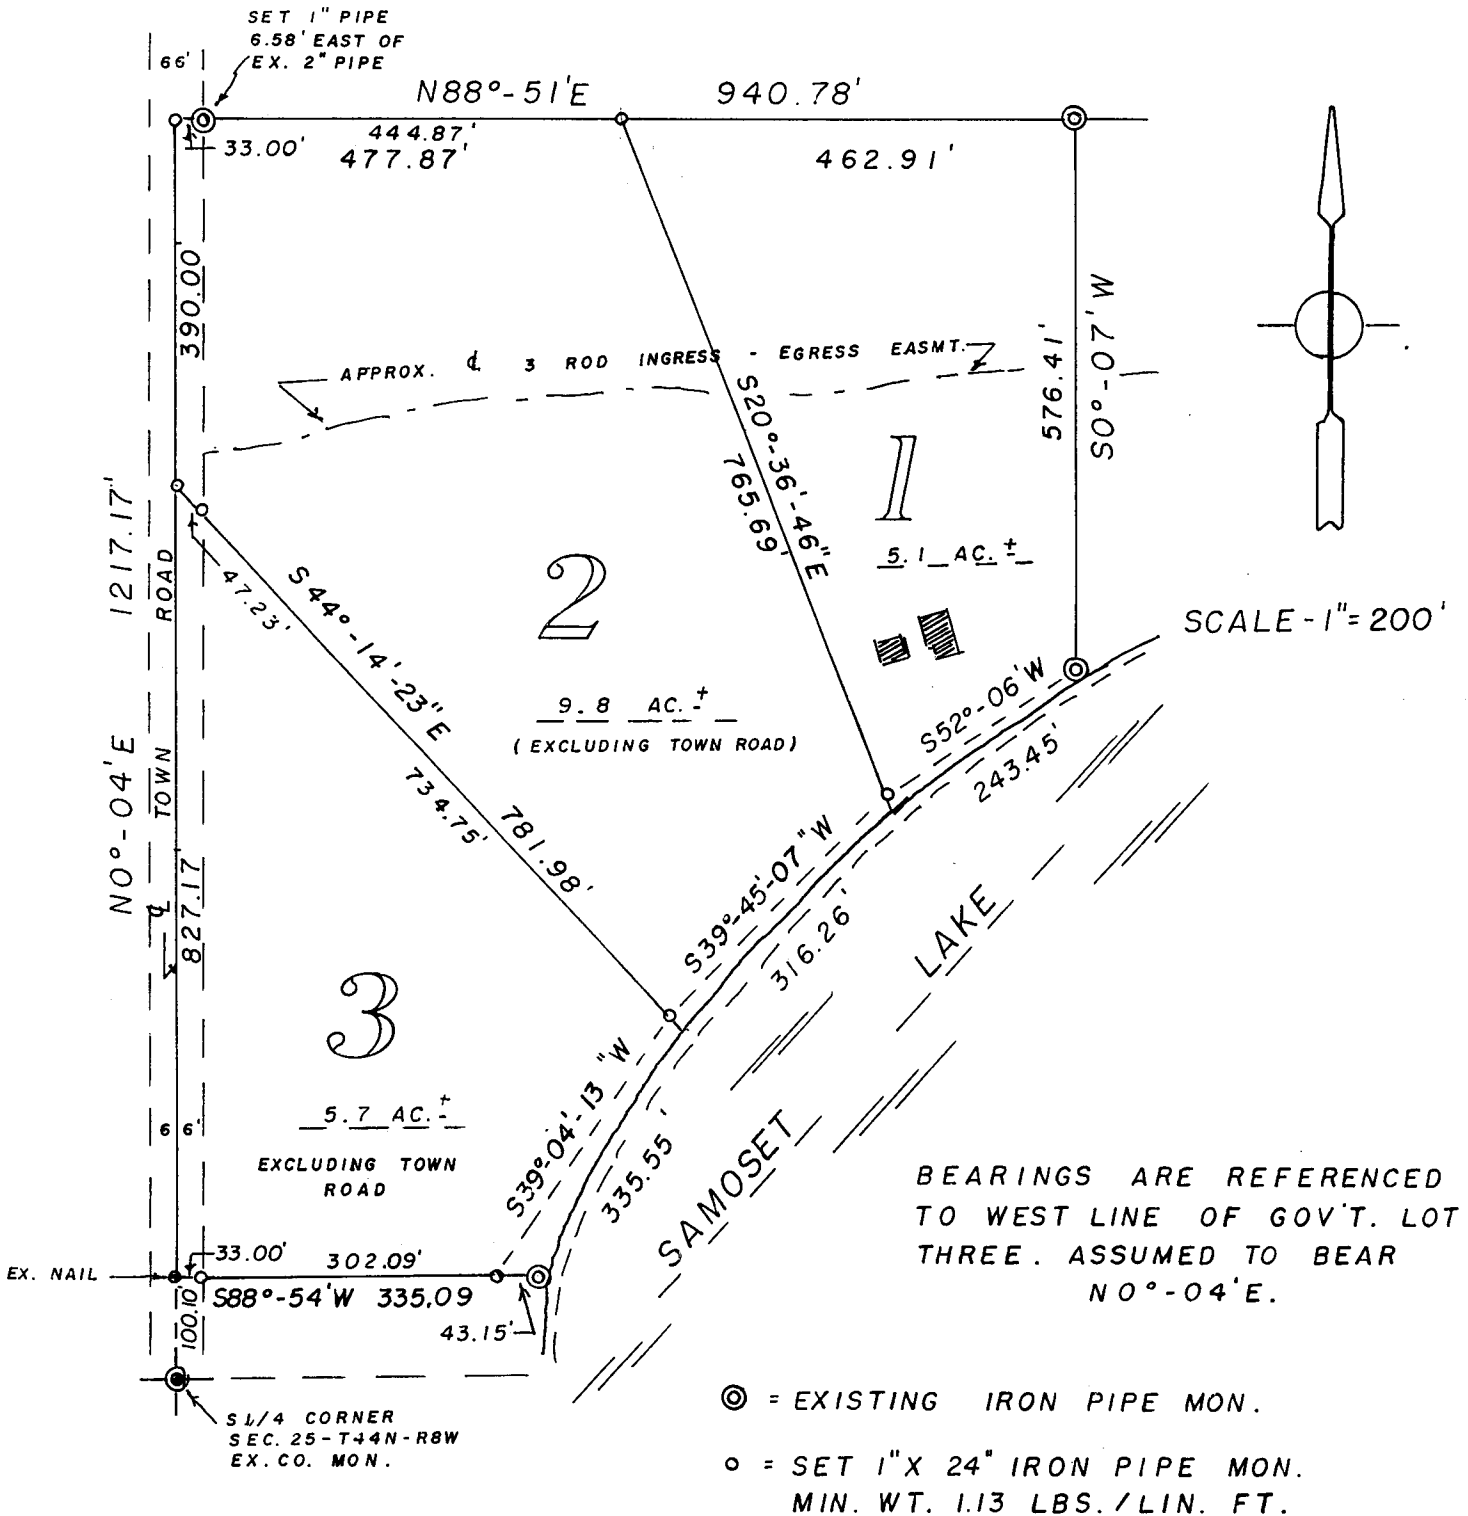 SET 1" PIPE
6.58' EAST OF
EX. 2" PIPE
66'
N88°-51'E 940.78'
444.87'
33.00'
477.87'
462.91'
390.00'
APPROX. ℄ 3 ROD INGRESS - EGRESS EASMT.
576.41'
S0°-07'W
S20°-36'-46"E
765.69'
1
5.1 AC.±
1217.17'
N0°-04'E
℄ TOWN ROAD
47.23'
S44°-14'-23"E
734.75'
781.98'
2
9.8 AC.±
(EXCLUDING TOWN ROAD)
SCALE-1"=200'
S52°-06'W
243.45'
827.17'
S39°-45'-07"W
316.26'
SAMOSET LAKE
3
5.7 AC.±
EXCLUDING TOWN
ROAD
66'
S39°-04'-13"W
335.55'
33.00'
302.09'
EX. NAIL
S88°-54'W 335.09
100.10'
43.15'
BEARINGS ARE REFERENCED
TO WEST LINE OF GOV'T. LOT
THREE. ASSUMED TO BEAR
N0°-04'E.
S1/4 CORNER
SEC. 25-T44N-R8W
EX. CO. MON.
= EXISTING IRON PIPE MON.
= SET 1" X 24" IRON PIPE MON.
MIN. WT. 1.13 LBS./LIN. FT.